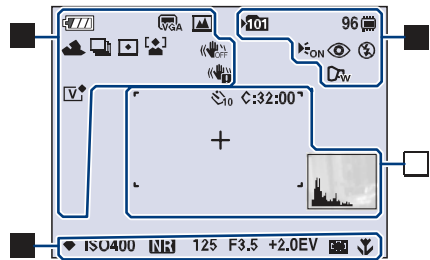 VGA 101 96
OFF ON
W
10 C:32:00"
V
ISO400 NR 125 F3.5 +2.0EV